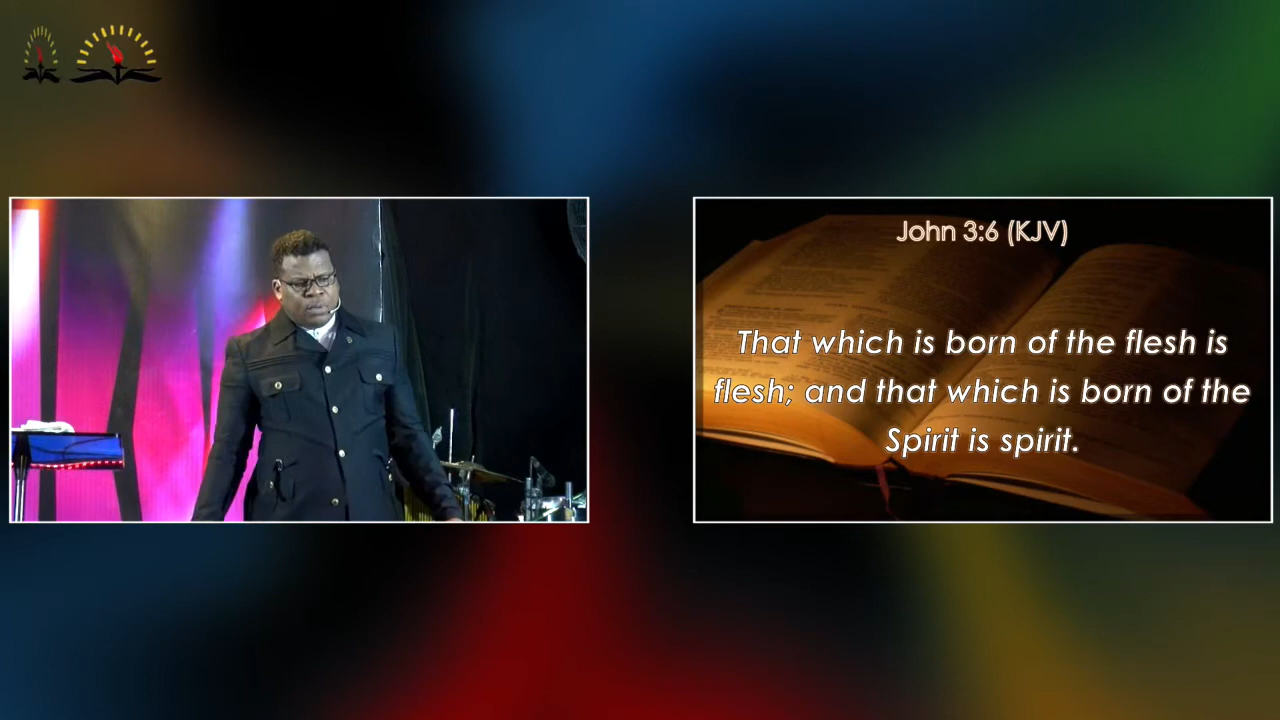 John 3:6 (KJV)
That which is born of the flesh is
flesh; and that which is born of the
Spirit is spirit.